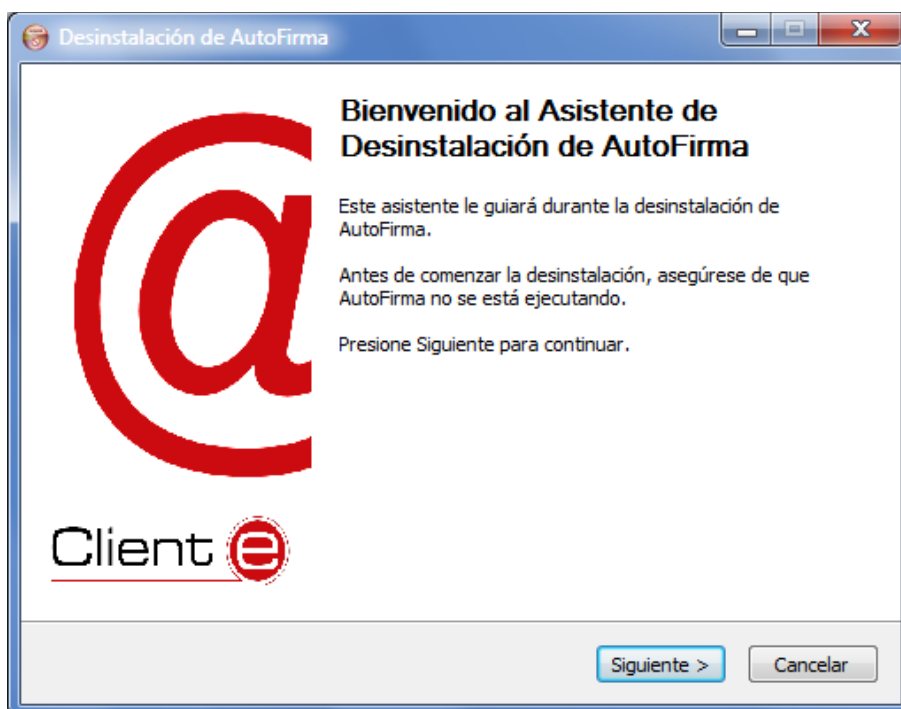 Desinstalación de AutoFirma
Bienvenido al Asistente de
Desinstalación de AutoFirma
Este asistente le guiará durante la desinstalación de
AutoFirma.
Antes de comenzar la desinstalación, asegúrese de que
AutoFirma no se está ejecutando.
Presione Siguiente para continuar.
@
Client e
Siguiente >
Cancelar